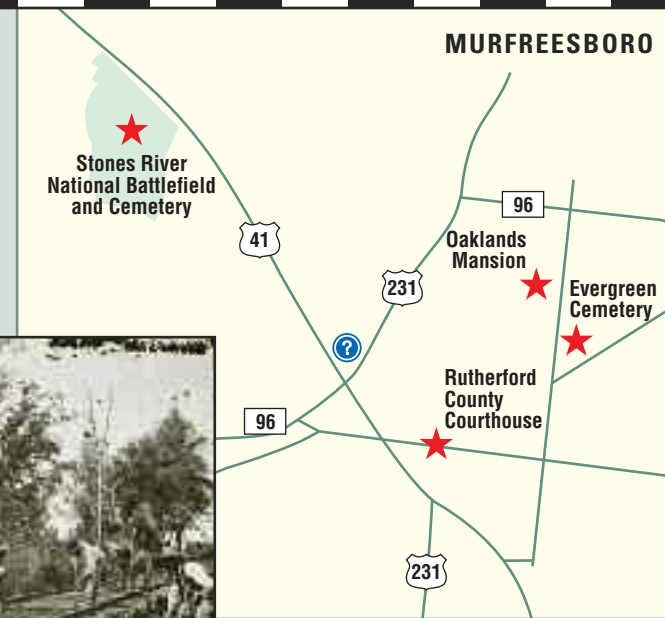 MURFREESBORO
Stones River
National Battlefield
and Cemetery
96
41
Oaklands
Mansion
231
Evergreen
Cemetery
?
Rutherford
County
Courthouse
96
231